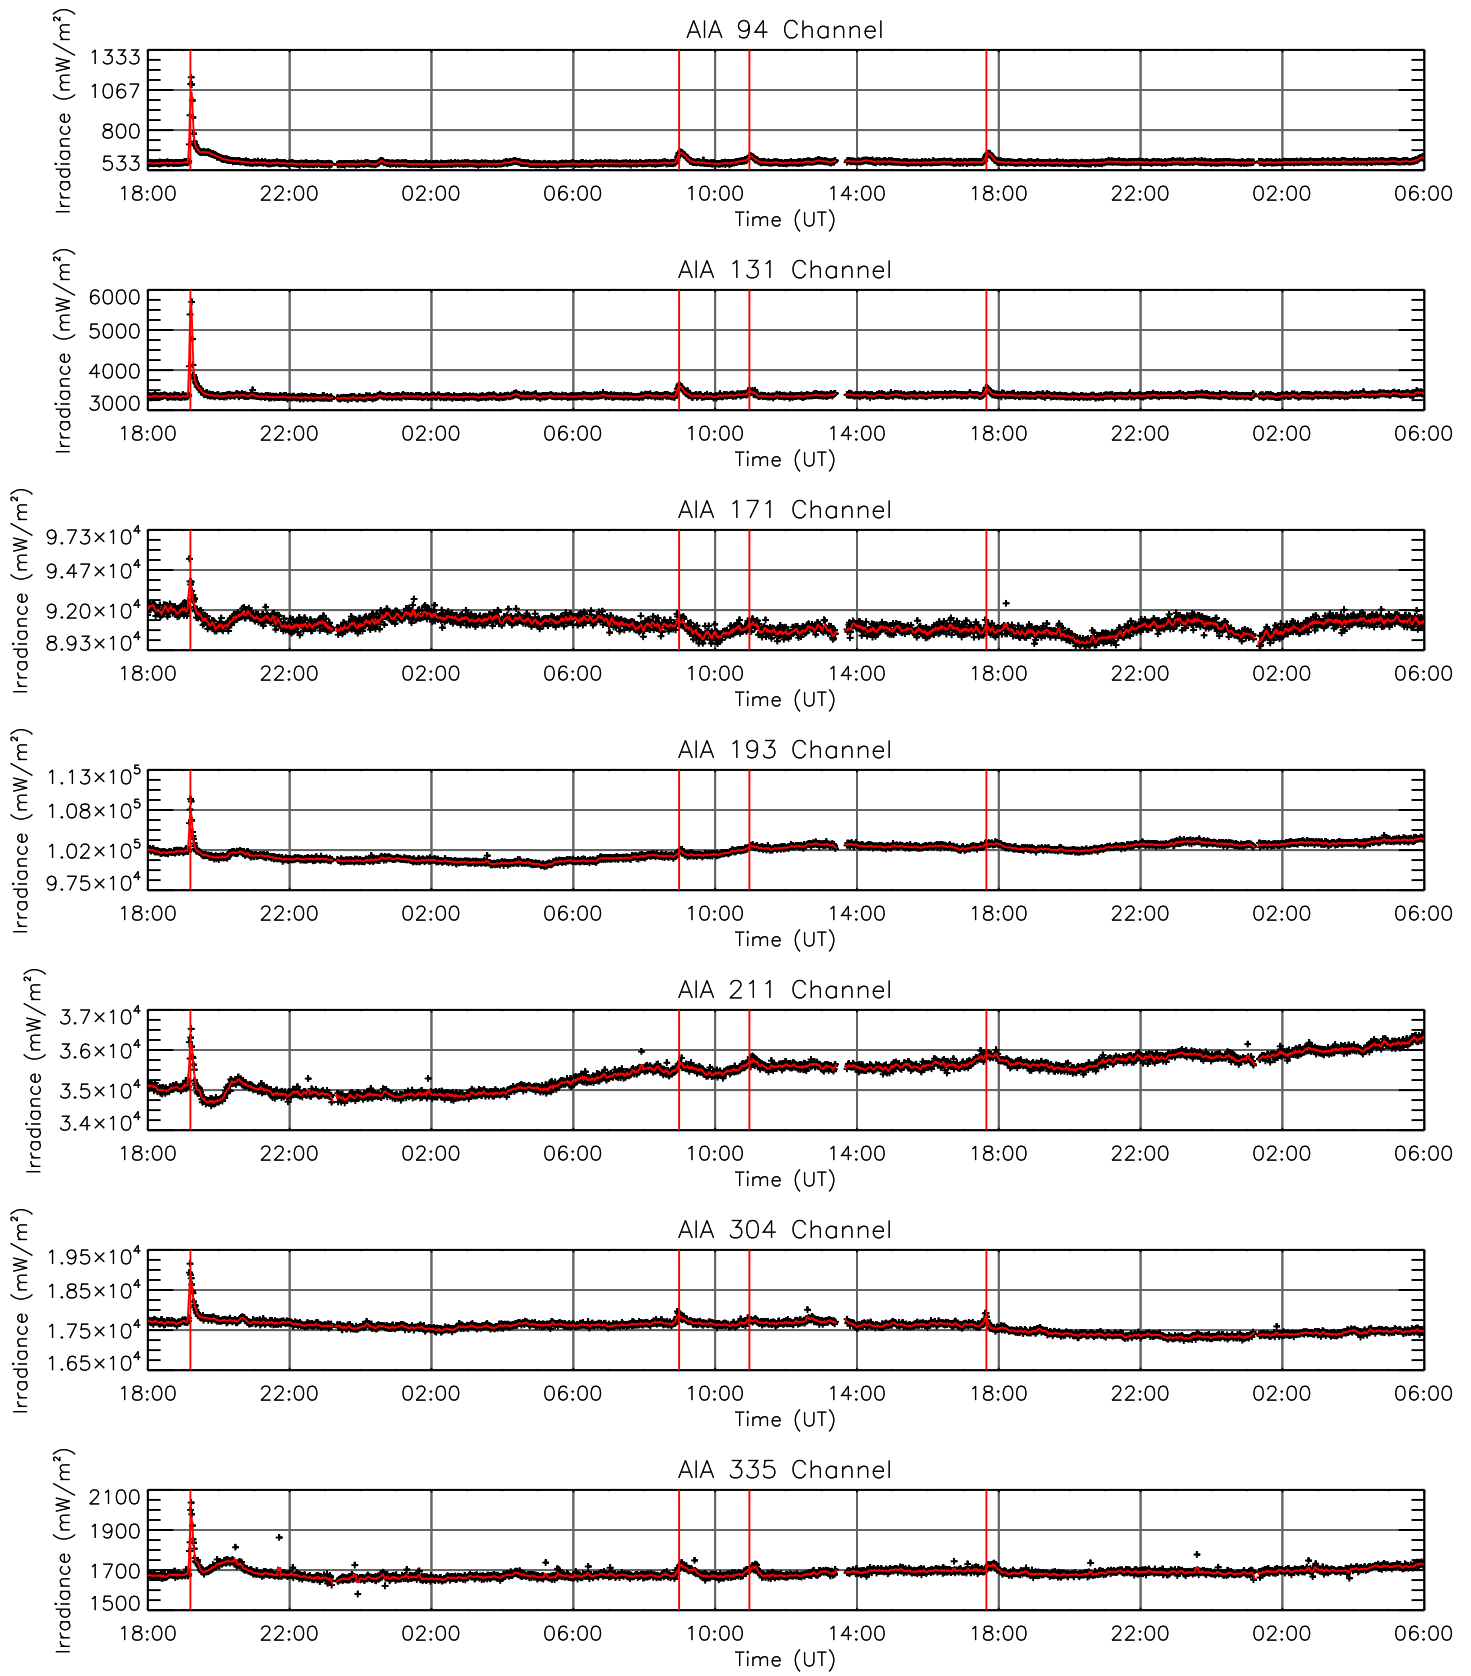 AIA 94 Channel
Irradiance (mW/m²)
1333
1067
800
533
18:00 22:00 02:00 06:00 10:00 14:00 18:00 22:00 02:00 06:00
Time (UT)
AIA 131 Channel
Irradiance (mW/m²)
6000
5000
4000
3000
18:00 22:00 02:00 06:00 10:00 14:00 18:00 22:00 02:00 06:00
Time (UT)
AIA 171 Channel
Irradiance (mW/m²)
9.73×10⁴
9.47×10⁴
9.20×10⁴
8.93×10⁴
18:00 22:00 02:00 06:00 10:00 14:00 18:00 22:00 02:00 06:00
Time (UT)
AIA 193 Channel
Irradiance (mW/m²)
1.13×10⁵
1.08×10⁵
1.02×10⁵
9.75×10⁴
18:00 22:00 02:00 06:00 10:00 14:00 18:00 22:00 02:00 06:00
Time (UT)
AIA 211 Channel
Irradiance (mW/m²)
3.7×10⁴
3.6×10⁴
3.5×10⁴
3.4×10⁴
18:00 22:00 02:00 06:00 10:00 14:00 18:00 22:00 02:00 06:00
Time (UT)
AIA 304 Channel
Irradiance (mW/m²)
1.95×10⁴
1.85×10⁴
1.75×10⁴
1.65×10⁴
18:00 22:00 02:00 06:00 10:00 14:00 18:00 22:00 02:00 06:00
Time (UT)
AIA 335 Channel
Irradiance (mW/m²)
2100
1900
1700
1500
18:00 22:00 02:00 06:00 10:00 14:00 18:00 22:00 02:00 06:00
Time (UT)